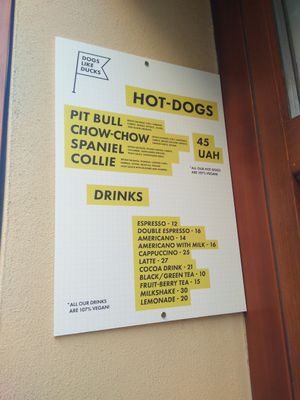 DOGS
LIKE
DUCKS
HOT-DOGS
PIT BULL
CHOW-CHOW
SPANIEL
COLLIE
45
UAH
*ALL OUR HOT-DOGS
ARE 107% VEGAN!
DRINKS
ESPRESSO - 12
DOUBLE ESPRESSO - 16
AMERICANO - 14
AMERICANO WITH MILK - 16
CAPPUCCINO - 25
LATTE - 27
COCOA DRINK - 21
BLACK/GREEN TEA - 10
FRUIT-BERRY TEA - 15
MILKSHAKE - 30
LEMONADE - 20
*ALL OUR DRINKS
ARE 107% VEGAN!